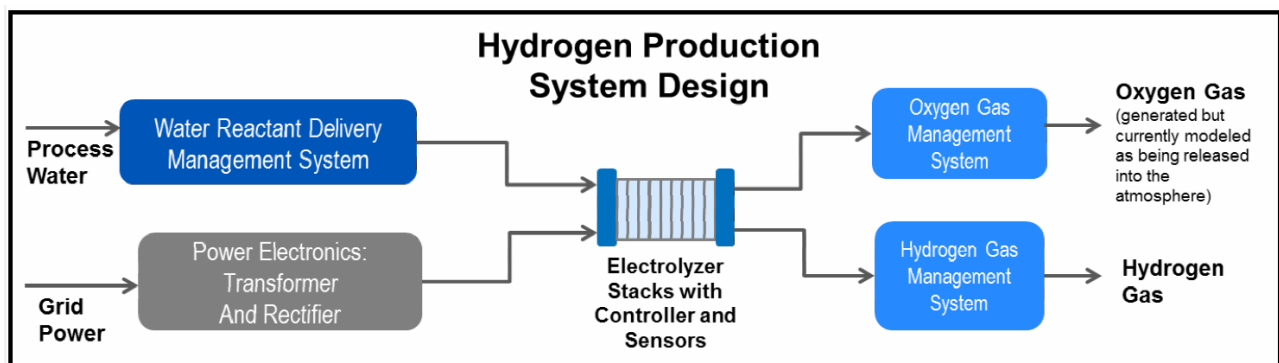 Hydrogen Production
System Design
Process
Water
Water Reactant Delivery
Management System
Grid
Power
Power Electronics:
Transformer
And Rectifier
Electrolyzer
Stacks with
Controller and
Sensors
Oxygen Gas
Management
System
Oxygen Gas
(generated but
currently modeled
as being released
into the
atmosphere)
Hydrogen Gas
Management
System
Hydrogen
Gas